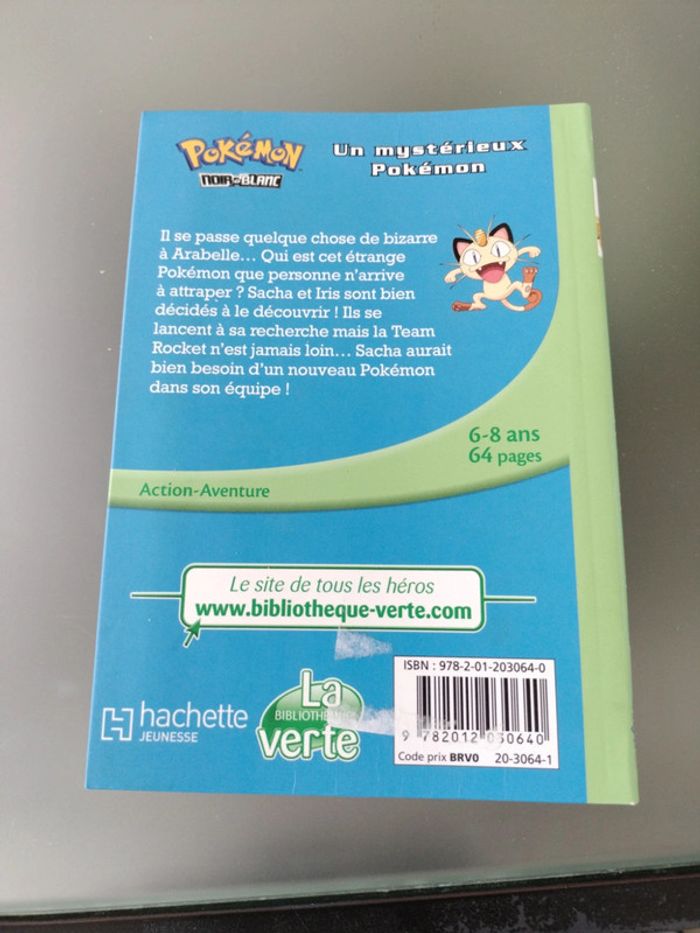 POKéMON
NOIR & BLANC
Un mystérieux
Pokémon
Il se passe quelque chose de bizarre
à Arabelle... Qui est cet étrange
Pokémon que personne n'arrive
à attraper ? Sacha et Iris sont bien
décidés à le découvrir ! Ils se
lancent à sa recherche mais la Team
Rocket n'est jamais loin... Sacha aurait
bien besoin d'un nouveau Pokémon
dans son équipe !
6-8 ans
64 pages
Action-Aventure
Le site de tous les héros
www.bibliotheque-verte.com
hachette
JEUNESSE
La
BIBLIOTHÈQUE
verte
ISBN : 978-2-01-203064-0
9 782012 030640
Code prix BRV0 20-3064-1